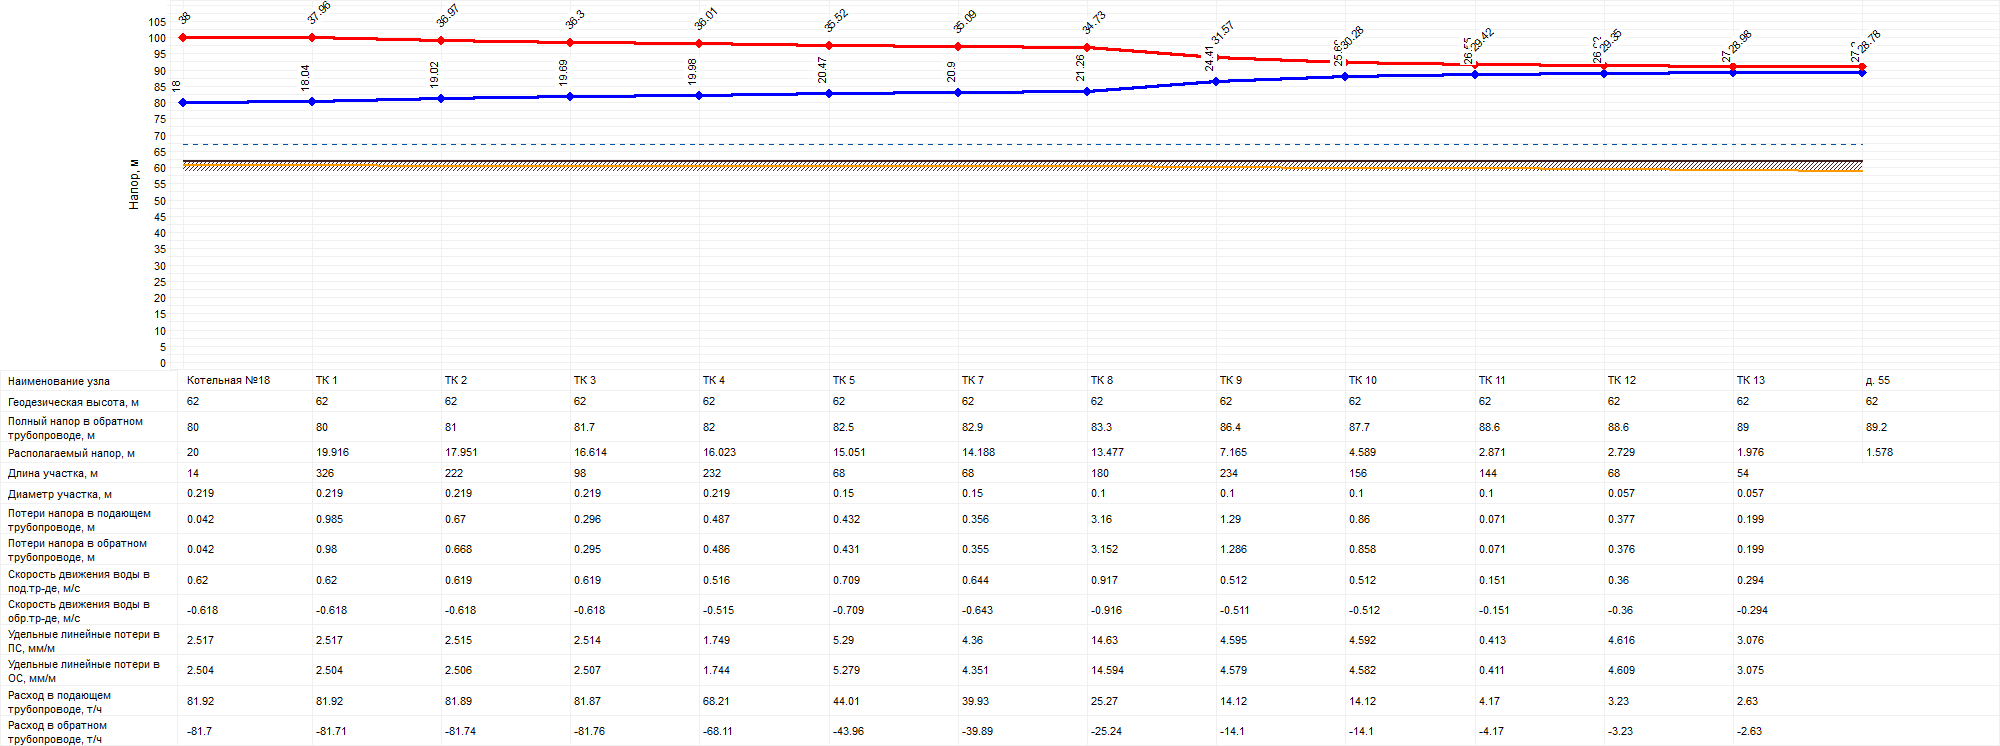 38 37.96 36.97 36.3 36.01 35.52 35.09 34.73 31.57 30.28 29.42 29.35 28.98 28.78
18 18.04 19.02 19.69 19.98 20.47 20.9 21.26 24.41
105
100
95
90
85
80
75
70
65
60
55
50
45
40
35
30
25
20
15
10
5
0
Напор, м
Наименование узла Котельная №18 ТК 1 ТК 2 ТК 3 ТК 4 ТК 5 ТК 7 ТК 8 ТК 9 ТК 10 ТК 11 ТК 12 ТК 13 д. 55
Геодезическая высота, м 62 62 62 62 62 62 62 62 62 62 62 62 62 62
Полный напор в обратном
трубопроводе, м 80 80 81 81.7 82 82.5 82.9 83.3 86.4 87.7 88.6 88.6 89 89.2
Располагаемый напор, м 20 19.916 17.951 16.614 16.023 15.051 14.188 13.477 7.165 4.589 2.871 2.729 1.976 1.578
Длина участка, м 14 326 222 98 232 68 68 180 234 156 144 68 54
Диаметр участка, м 0.219 0.219 0.219 0.219 0.219 0.15 0.15 0.1 0.1 0.1 0.1 0.057 0.057
Потери напора в подающем
трубопроводе, м 0.042 0.985 0.67 0.296 0.487 0.432 0.356 3.16 1.29 0.86 0.071 0.377 0.199
Потери напора в обратном
трубопроводе, м 0.042 0.98 0.668 0.295 0.486 0.431 0.355 3.152 1.286 0.858 0.071 0.376 0.199
Скорость движения воды в
под.тр-де, м/с 0.62 0.62 0.619 0.619 0.516 0.709 0.644 0.917 0.512 0.512 0.151 0.36 0.294
Скорость движения воды в
обр.тр-де, м/с -0.618 -0.618 -0.618 -0.618 -0.515 -0.709 -0.643 -0.916 -0.511 -0.512 -0.151 -0.36 -0.294
Удельные линейные потери в
ПС, мм/м 2.517 2.517 2.515 2.514 1.749 5.29 4.36 14.63 4.595 4.592 0.413 4.616 3.076
Удельные линейные потери в
ОС, мм/м 2.504 2.504 2.506 2.507 1.744 5.279 4.351 14.594 4.579 4.582 0.411 4.609 3.075
Расход в подающем
трубопроводе, т/ч 81.92 81.92 81.89 81.87 68.21 44.01 39.93 25.27 14.12 14.12 4.17 3.23 2.63
Расход в обратном
трубопроводе, т/ч -81.7 -81.71 -81.74 -81.76 -68.11 -43.96 -39.89 -25.24 -14.1 -14.1 -4.17 -3.23 -2.63